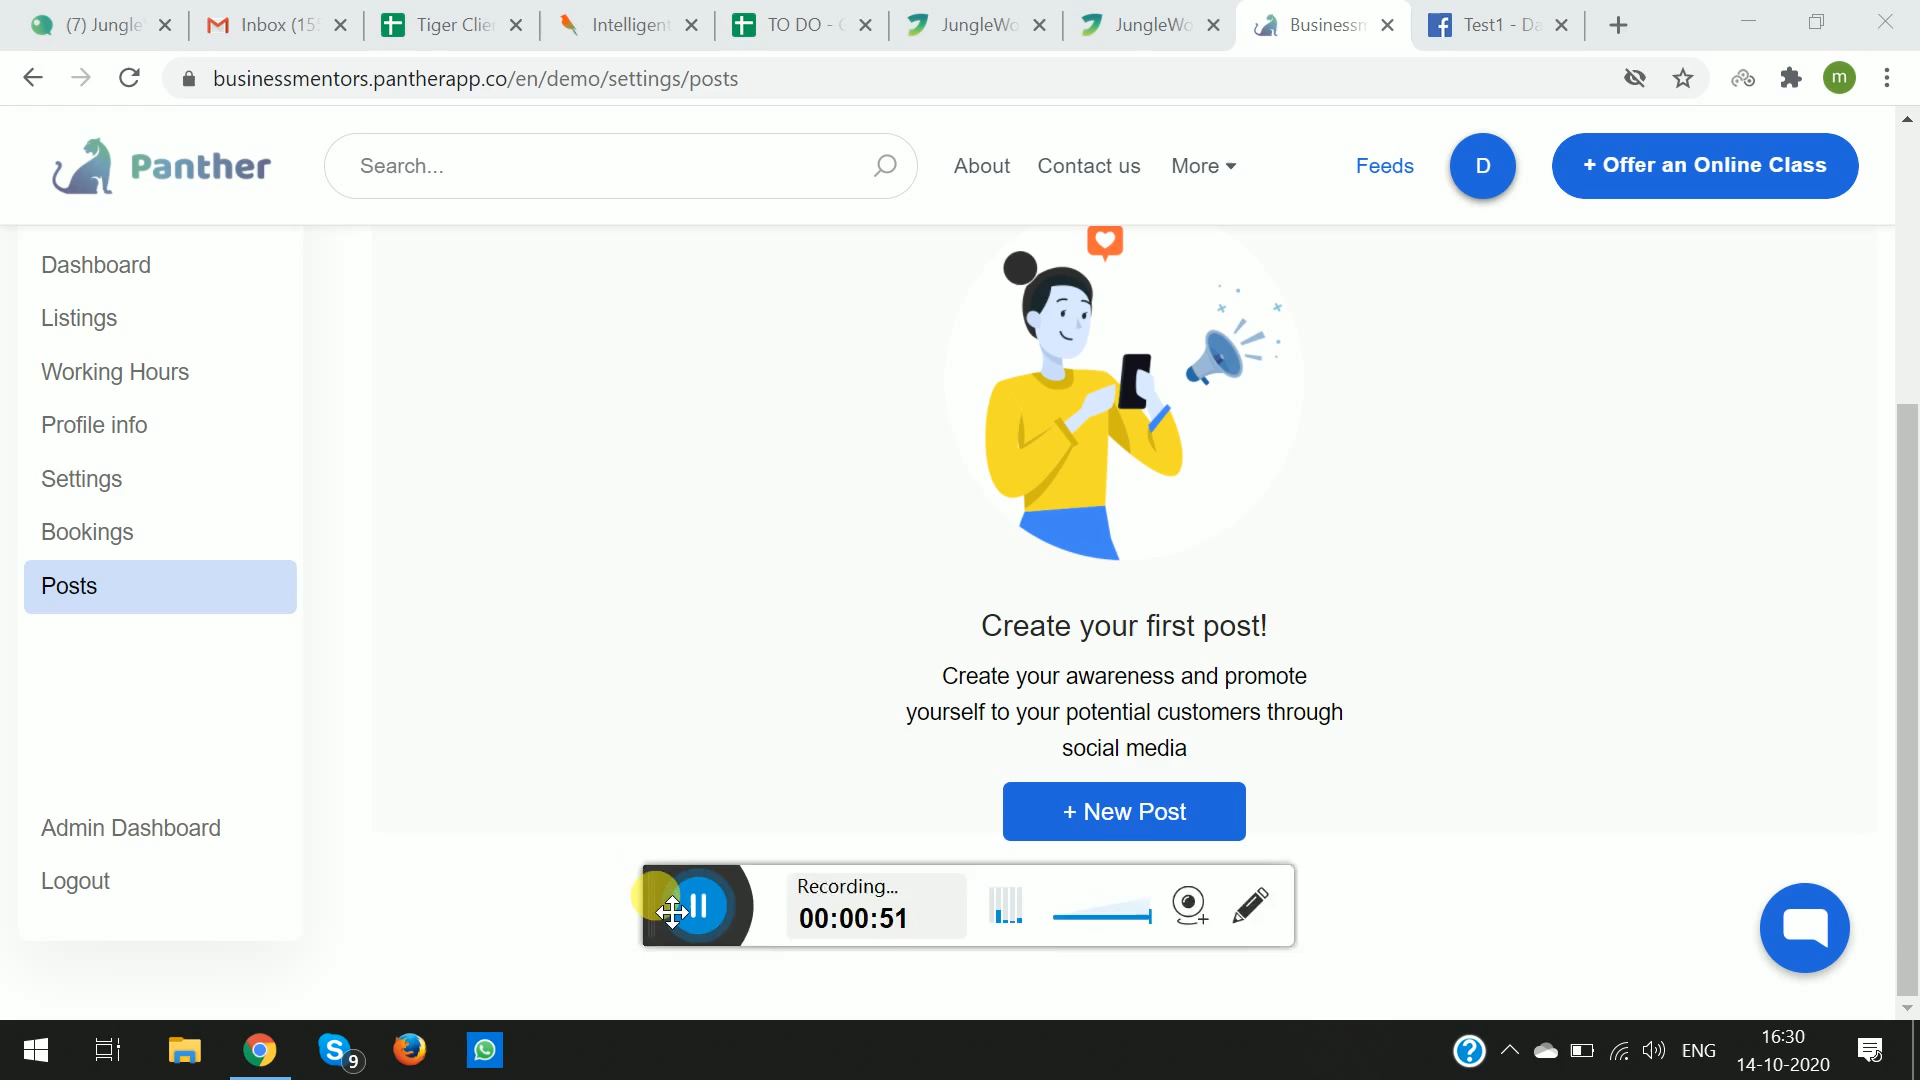 (7) Jungle
Inbox (15
Tiger Clie
Intelligent
TO DO - 
JungleWo
JungleWo
Businessm
Test1 - Da
businessmentors.pantherapp.co/en/demo/settings/posts
m
Panther
Search...
About
Contact us
More
Feeds
D
+ Offer an Online Class
Dashboard
Listings
Working Hours
Profile info
Settings
Bookings
Posts
Admin Dashboard
Logout
Create your first post!
Create your awareness and promote
yourself to your potential customers through
social media
+ New Post
Recording...
00:00:51
9
ENG
16:30
14-10-2020